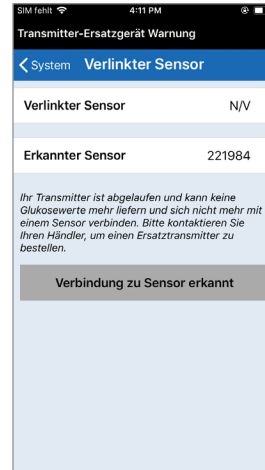 SIM fehlt 4:11 PM
Transmitter-Ersatzgerät Warnung
System Verlinkter Sensor
Verlinkter Sensor N/V
Erkannter Sensor 221984
Ihr Transmitter ist abgelaufen und kann keine
Glukosewerte mehr liefern und sich nicht mehr mit
einem Sensor verbinden. Bitte kontaktieren Sie
Ihren Händler, um einen Ersatztransmitter zu
bestellen.
Verbindung zu Sensor erkannt